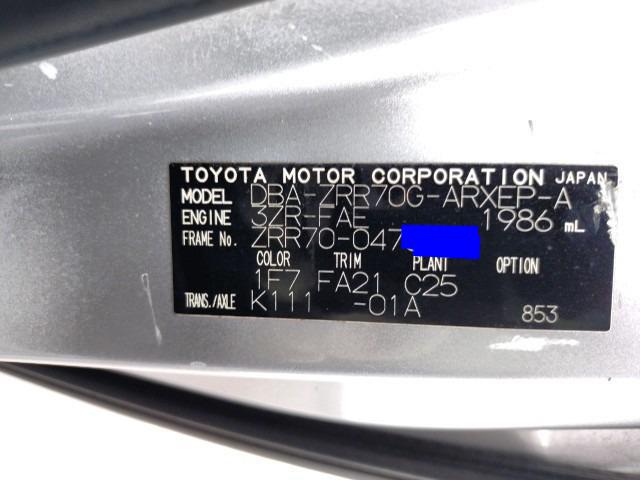 TOYOTA MOTOR CORPORATION JAPAN
MODEL DBA-ZRR70G-ARXEP-A
ENGINE 3ZR-FAE 1986 mL
FRAME No. ZRR70-047
COLOR TRIM PLANT OPTION
1F7 FA21 C25
TRANS./AXLE K111 -01A
853